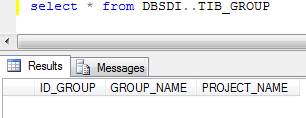 select * from DBSDI..TIB_GROUP
Results Messages
ID_GROUP GROUP_NAME PROJECT_NAME